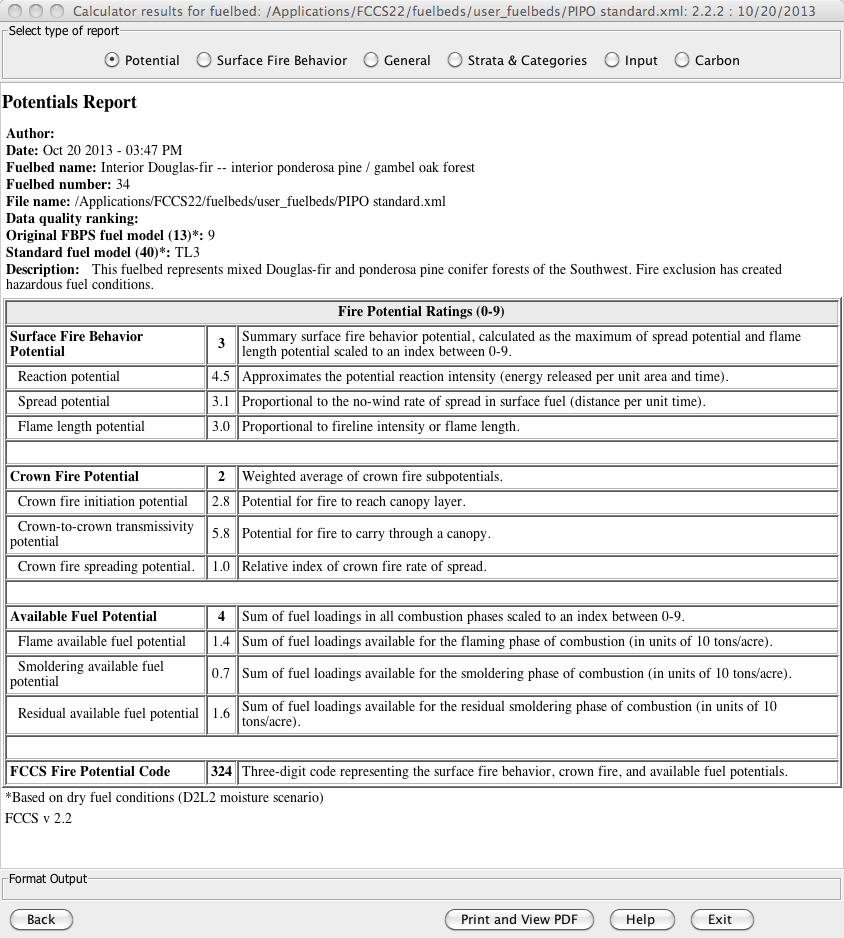 Calculator results for fuelbed: /Applications/FCCS22/fuelbeds/user_fuelbeds/PIPO standard.xml: 2.2.2 : 10/20/2013
Select type of report
Potential Surface Fire Behavior General Strata & Categories Input Carbon
Potentials Report
Author:
Date: Oct 20 2013 - 03:47 PM
Fuelbed name: Interior Douglas-fir -- interior ponderosa pine / gambel oak forest
Fuelbed number: 34
File name: /Applications/FCCS22/fuelbeds/user_fuelbeds/PIPO standard.xml
Data quality ranking:
Original FBPS fuel model (13)*: 9
Standard fuel model (40)*: TL3
Description: This fuelbed represents mixed Douglas-fir and ponderosa pine conifer forests of the Southwest. Fire exclusion has created
hazardous fuel conditions.
Fire Potential Ratings (0-9)
Surface Fire Behavior
Potential
3
Summary surface fire behavior potential, calculated as the maximum of spread potential and flame
length potential scaled to an index between 0-9.
Reaction potential 4.5 Approximates the potential reaction intensity (energy released per unit area and time).
Spread potential 3.1 Proportional to the no-wind rate of spread in surface fuel (distance per unit time).
Flame length potential 3.0 Proportional to fireline intensity or flame length.
Crown Fire Potential 2 Weighted average of crown fire subpotentials.
Crown fire initiation potential 2.8 Potential for fire to reach canopy layer.
Crown-to-crown transmissivity
potential
5.8 Potential for fire to carry through a canopy.
Crown fire spreading potential. 1.0 Relative index of crown fire rate of spread.
Available Fuel Potential 4 Sum of fuel loadings in all combustion phases scaled to an index between 0-9.
Flame available fuel potential 1.4 Sum of fuel loadings available for the flaming phase of combustion (in units of 10 tons/acre).
Smoldering available fuel
potential
0.7 Sum of fuel loadings available for the smoldering phase of combustion (in units of 10 tons/acre).
Residual available fuel potential 1.6 Sum of fuel loadings available for the residual smoldering phase of combustion (in units of 10
tons/acre).
FCCS Fire Potential Code 324 Three-digit code representing the surface fire behavior, crown fire, and available fuel potentials.
*Based on dry fuel conditions (D2L2 moisture scenario)
FCCS v 2.2
Format Output
Back Print and View PDF Help Exit